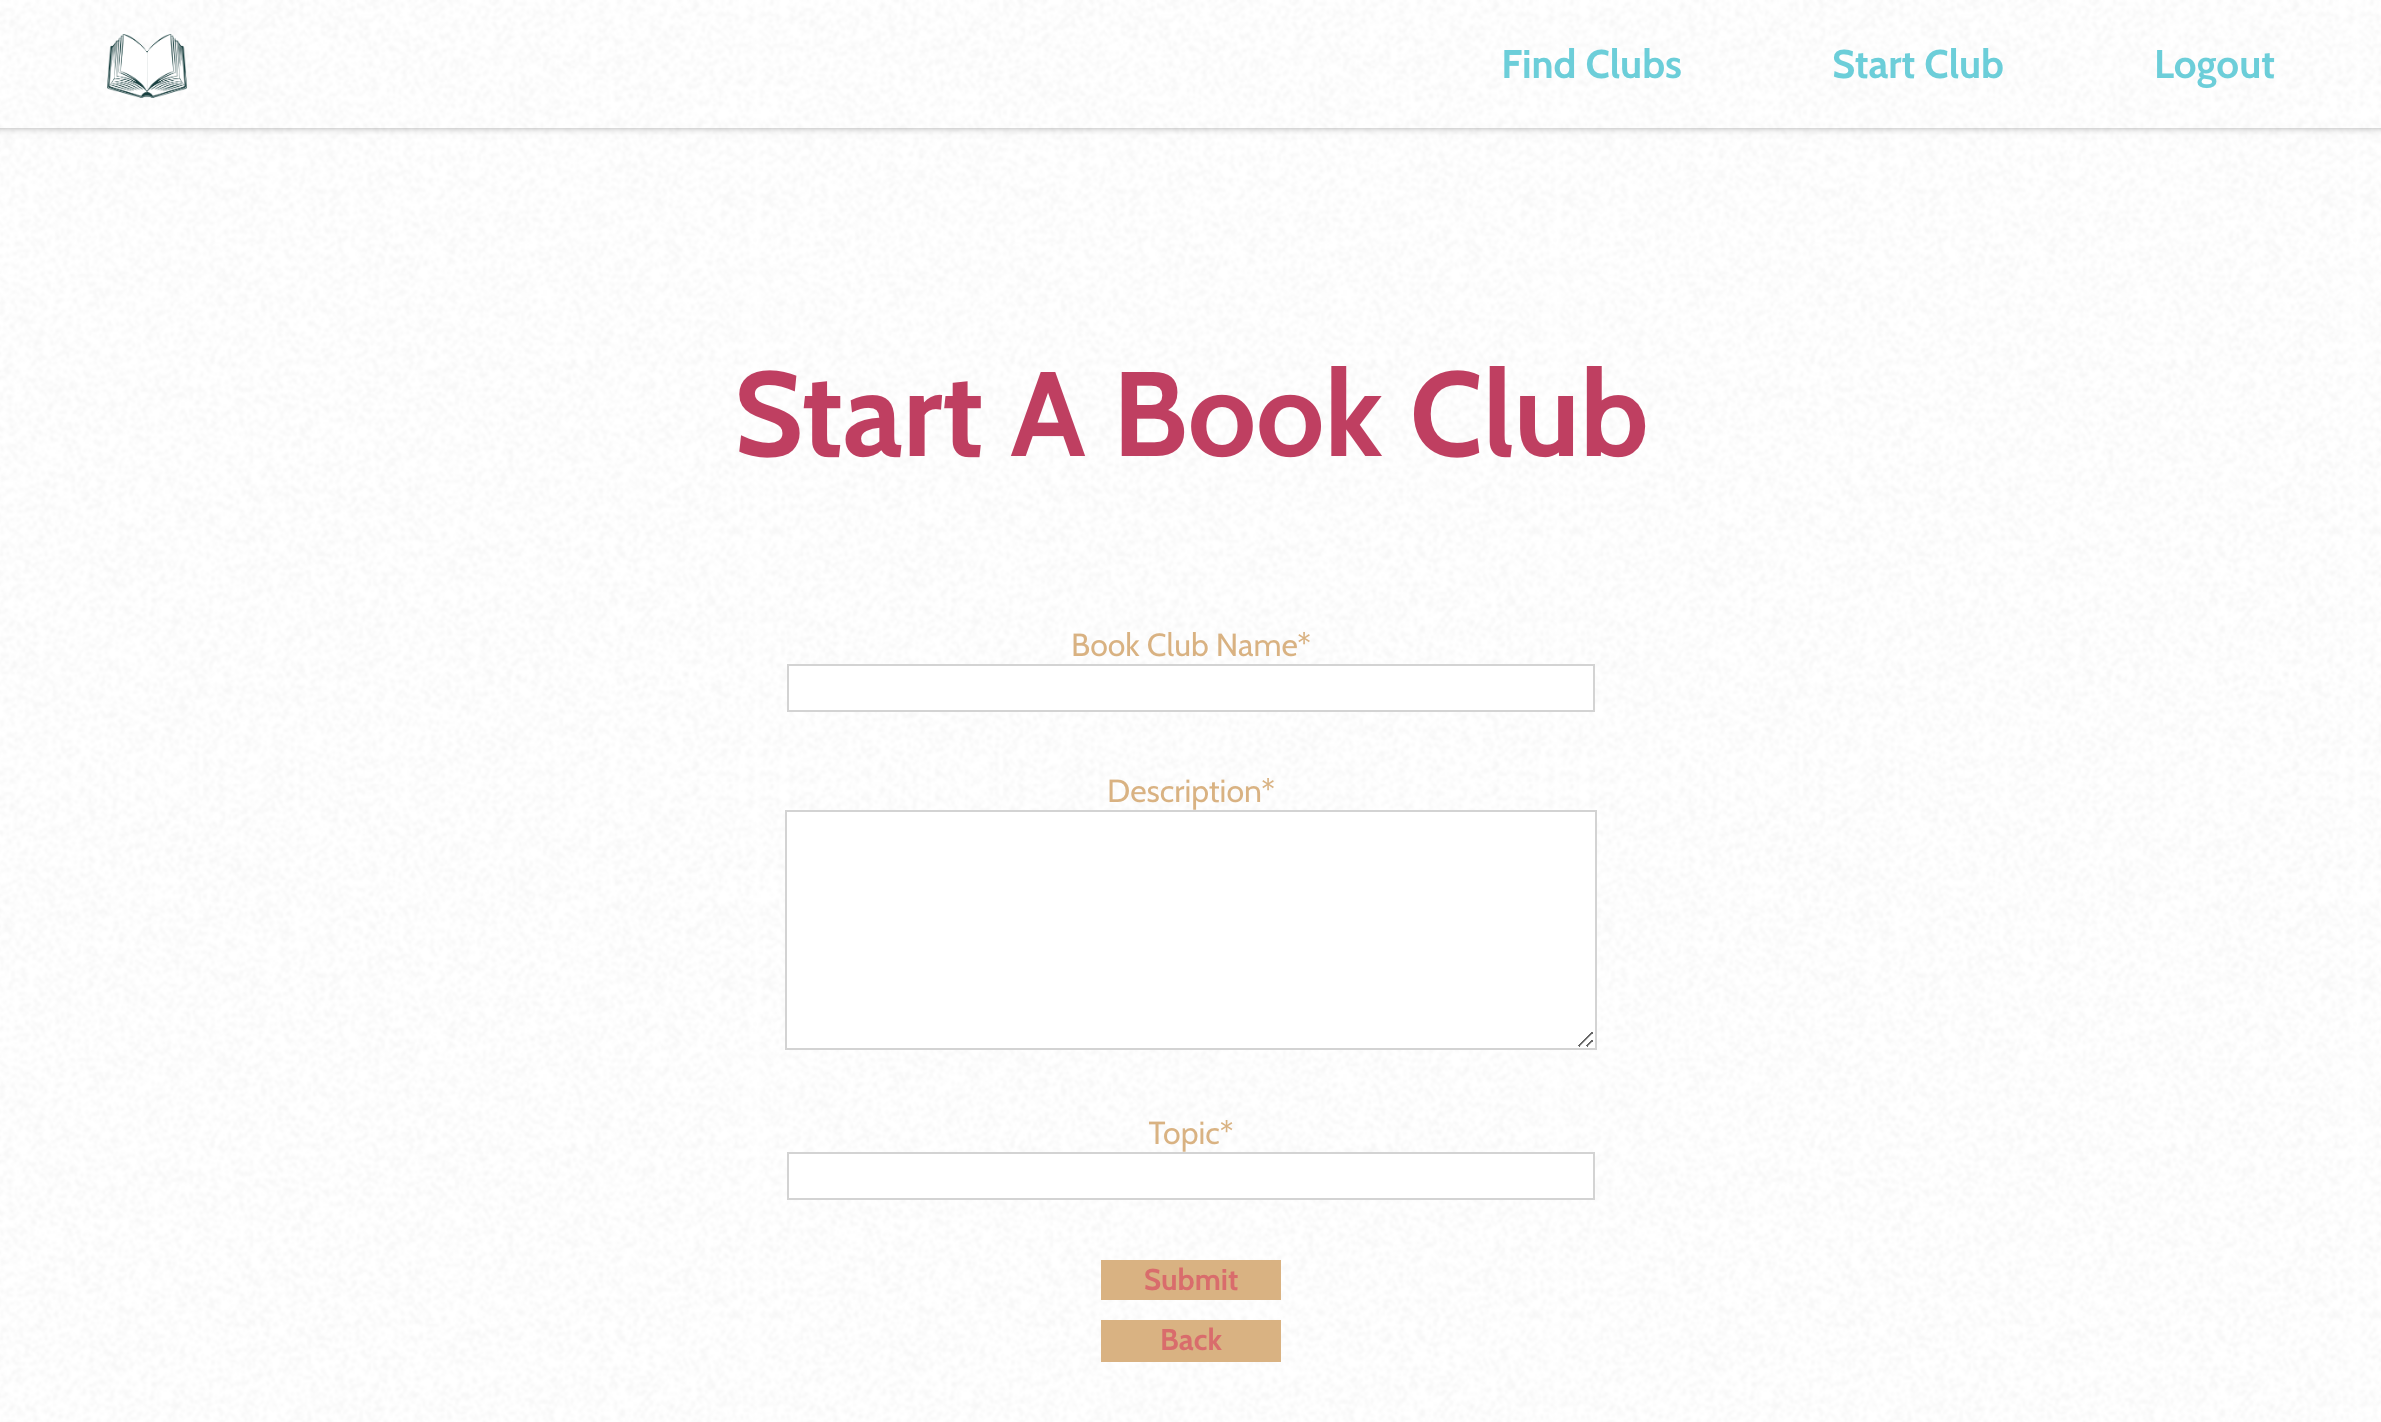 Find Clubs Start Club Logout
Start A Book Club
Book Club Name*
Description*
Topic*
Submit
Back